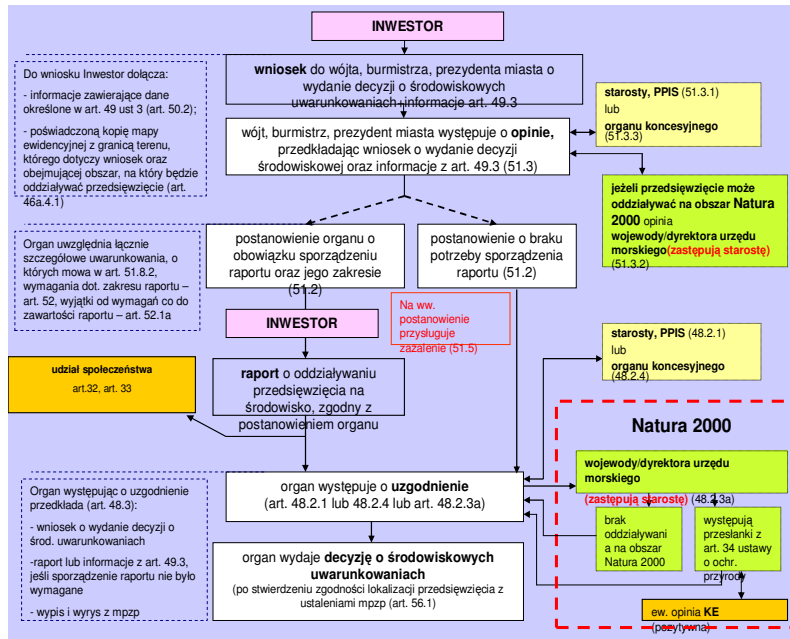 INWESTOR
Do wniosku Inwestor dołącza:
- informacje zawierające dane
określone w art. 49 ust 3 (art. 50.2);
- poświadczoną kopię mapy
ewidencyjnej z granicą terenu,
którego dotyczy wniosek oraz
obejmującej obszar, na który będzie
oddziaływać przedsięwzięcie (art.
46a.4.1)
wniosek do wójta, burmistrza, prezydenta miasta o
wydanie decyzji o środowiskowych
uwarunkowaniach+informacje art. 49.3
starosty, PPIS (51.3.1)
lub
organu koncesyjnego
(51.3.3)
wójt, burmistrz, prezydent miasta występuje o opinie,
przedkładając wniosek o wydanie decyzji
środowiskowej oraz informacje z art. 49.3 (51.3)
jeżeli przedsięwzięcie może
oddziaływać na obszar Natura
2000 opinia
wojewody/dyrektora urzędu
morskiego(zastępują starostę)
(51.3.2)
Organ uwzględnia łącznie
szczegółowe uwarunkowania, o
których mowa w art. 51.8.2,
wymagania dot. zakresu raportu –
art. 52, wyjątki od wymagań co do
zawartości raportu – art. 52.1a
postanowienie organu o
obowiązku sporządzeniu
raportu oraz jego zakresie
(51.2)
postanowienie o braku
potrzeby sporządzenia
raportu (51.2)
Na ww.
postanowienie
przysługuje
zażalenie (51.5)
INWESTOR
starosty, PPIS (48.2.1)
lub
organu koncesyjnego
(48.2.4)
udział społeczeństwa
art.32, art. 33
raport o oddziaływaniu
przedsięwzięcia na
środowisko, zgodny z
postanowieniem organu
Natura 2000
wojewody/dyrektora urzędu
morskiego
(zastępują starostę) (48.2.3a)
Organ występując o uzgodnienie
przedkłada (art. 48.3):
- wniosek o wydanie decyzji o
środ. uwarunkowaniach
-raport lub informacje z art. 49.3,
jeśli sporządzenie raportu nie było
wymagane
- wypis i wyrys z mpzp
organ występuje o uzgodnienie
(art. 48.2.1 lub 48.2.4 lub art. 48.2.3a)
brak
oddziaływani
a na obszar
Natura 2000
występują
przesłanki z
art. 34 ustawy
o ochr.
przyrody
organ wydaje decyzję o środowiskowych
uwarunkowaniach
(po stwierdzeniu zgodności lokalizacji przedsięwzięcia z
ustaleniami mpzp (art. 56.1)
ew. opinia KE
(pozytywna)